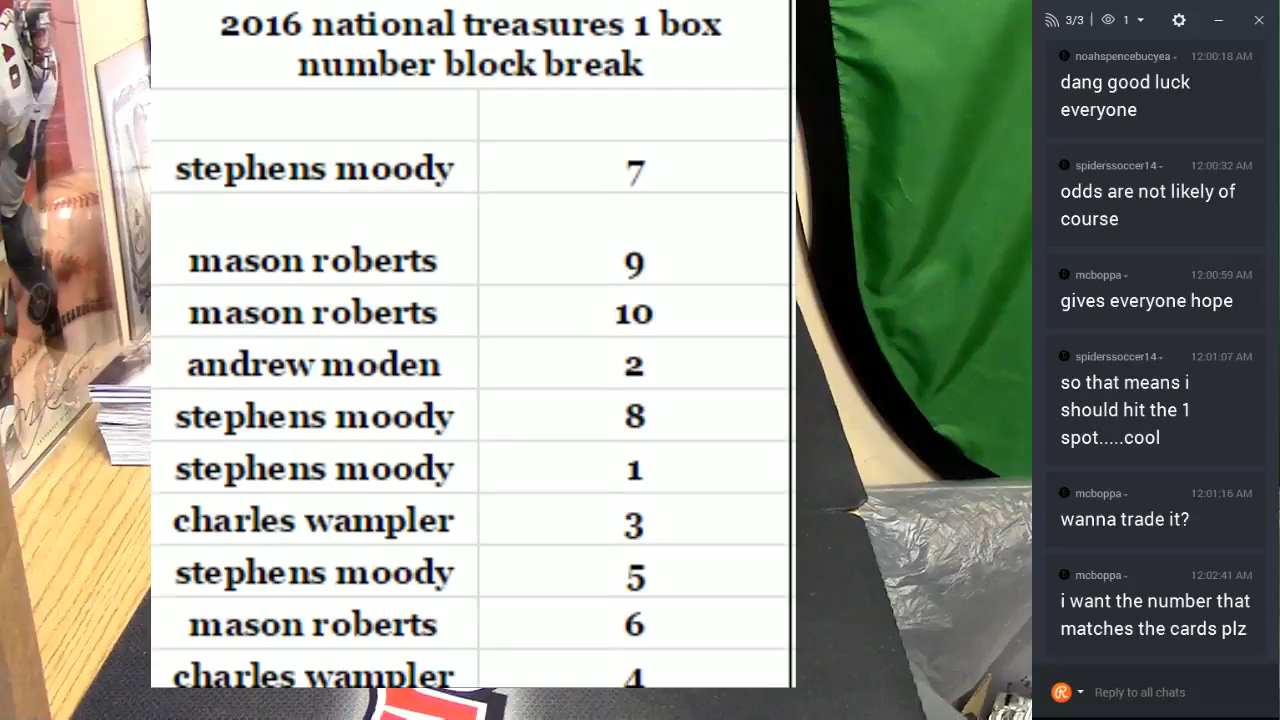 2016 national treasures 1 box
number block break
stephens moody 7
mason roberts 9
mason roberts 10
andrew moden 2
stephens moody 8
stephens moody 1
charles wampler 3
stephens moody 5
mason roberts 6
charles wampler 4
3/3 1
noahspencebucyea 12:00:18 AM
dang good luck
everyone
spiderssoccer14 12:00:32 AM
odds are not likely of
course
mcboppa 12:00:59 AM
gives everyone hope
spiderssoccer14 12:01:07 AM
so that means i
should hit the 1
spot.....cool
mcboppa 12:01:16 AM
wanna trade it?
mcboppa 12:02:41 AM
i want the number that
matches the cards plz
Reply to all chats